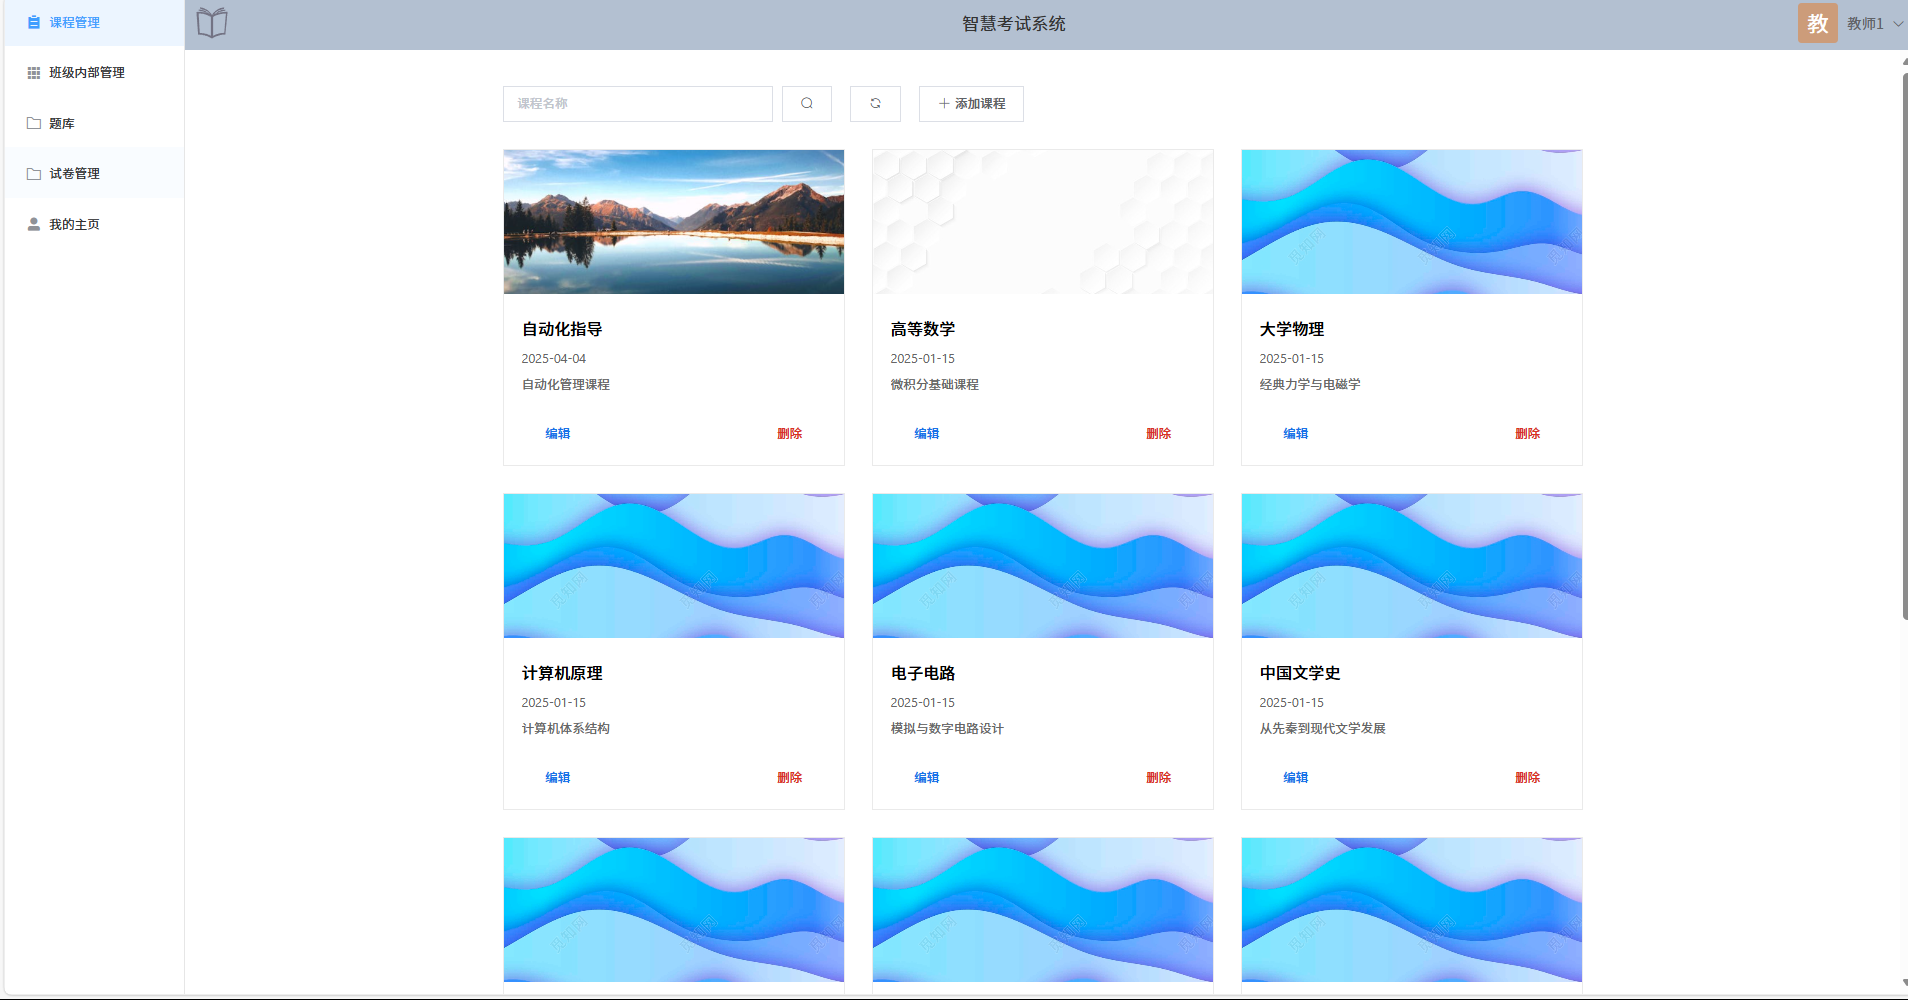 课程管理
班级内部管理
题库
试卷管理
我的主页
智慧考试系统
教 教师1
课程名称
添加课程
自动化指导
2025-04-04
自动化管理课程
编辑 删除
高等数学
2025-01-15
微积分基础课程
编辑 删除
大学物理
2025-01-15
经典力学与电磁学
编辑 删除
计算机原理
2025-01-15
计算机体系结构
编辑 删除
电子电路
2025-01-15
模拟与数字电路设计
编辑 删除
中国文学史
2025-01-15
从先秦到现代文学发展
编辑 删除